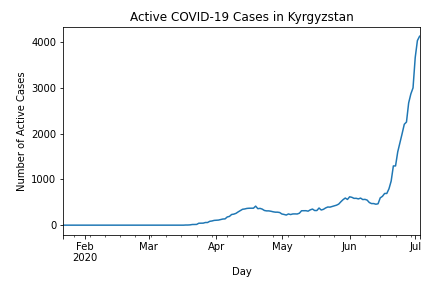 Active COVID-19 Cases in Kyrgyzstan
Number of Active Cases
4000
3000
2000
1000
0
Feb
2020
Mar
Apr
May
Jun
Jul
Day